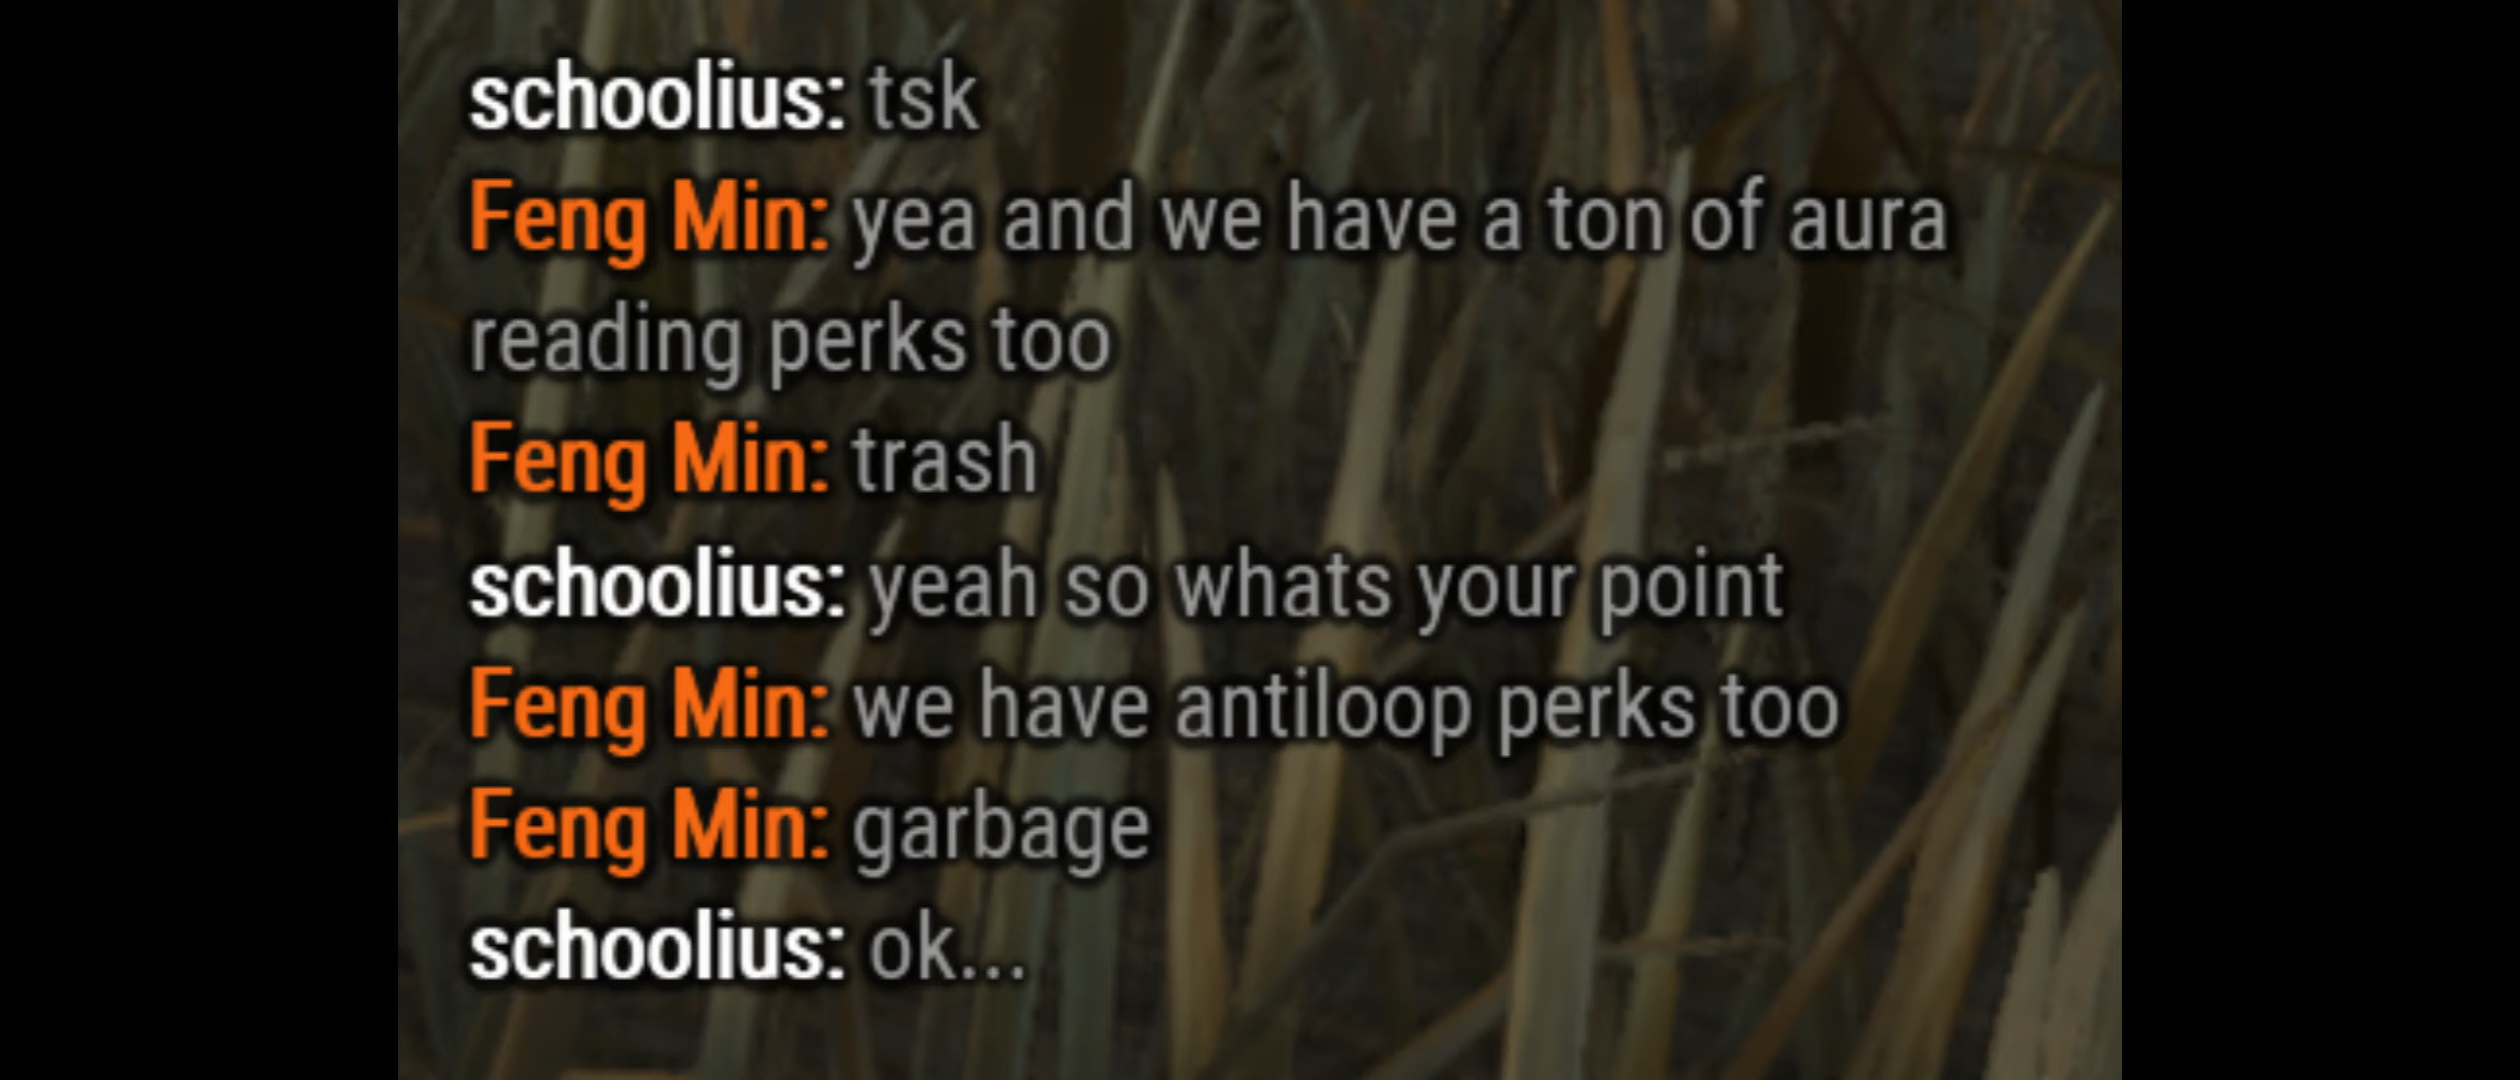 schoolius: tsk
Feng Min: yea and we have a ton of aura
reading perks too
Feng Min: trash
schoolius: yeah so whats your point
Feng Min: we have antiloop perks too
Feng Min: garbage
schoolius: ok...